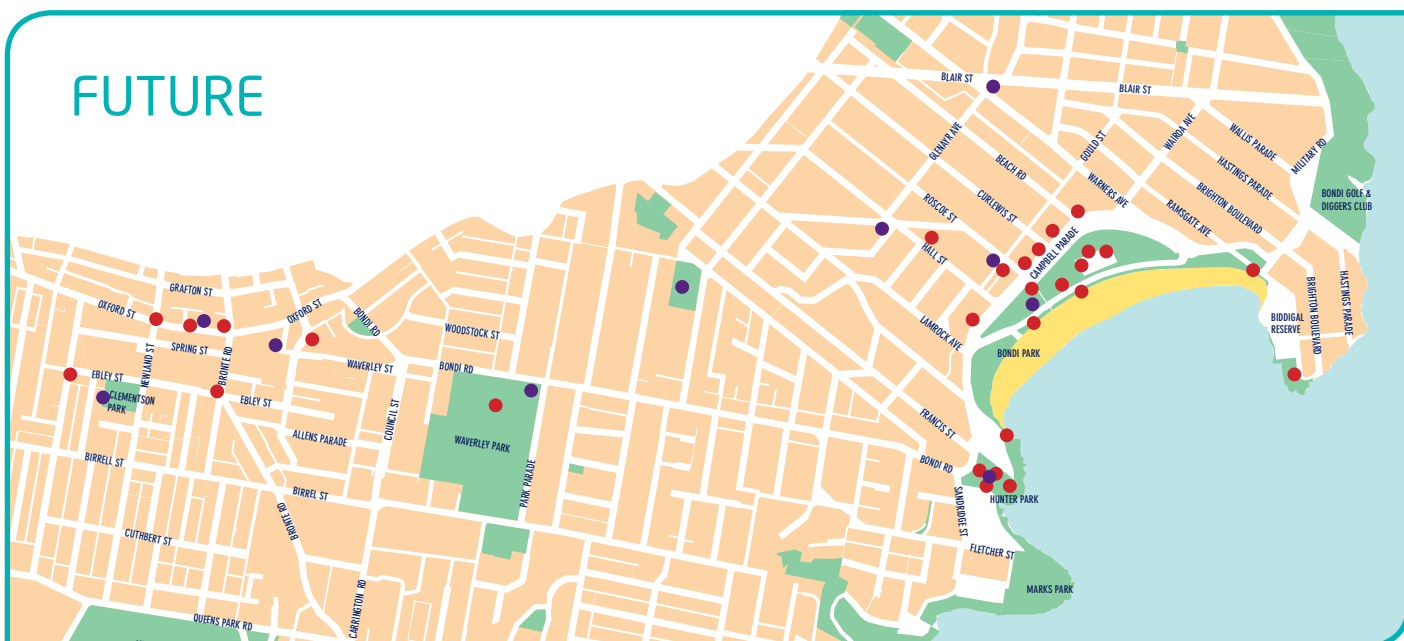 FUTURE
BLAIR ST
BLAIR ST
GLENAYR AVE
GOULD ST
WAIROA AVE
WALLIS PARADE
MILITARY RD
BEACH RD
HASTINGS PARADE
WARNERS AVE
BRIGHTON BOULEVARD
BONDI GOLF &
DIGGERS CLUB
ROSCOE ST
CURLEWIS ST
RAMSGATE AVE
HALL ST
CAMPBELL PARADE
GRAFTON ST
OXFORD ST
OXFORD ST
BONDI RD
WOODSTOCK ST
LAMROCK AVE
BRIGHTON BOULEVARD
HASTINGS PARADE
BIDDIGAL
RESERVE
SPRING ST
NEWLAND ST
BRONTE RD
WAVERLEY ST
BONDI RD
BONDI PARK
EBLEY ST
CLEMENTSON
PARK
EBLEY ST
COUNCIL ST
ALLENS PARADE
WAVERLEY PARK
FRANCIS ST
BONDI RD
BIRRELL ST
BIRREL ST
PARK PARADE
SANDRIDGE ST
HUNTER PARK
BRONTE RD
CUTHBERT ST
FLETCHER ST
MARKS PARK
CARRINGTON RD
QUEENS PARK RD